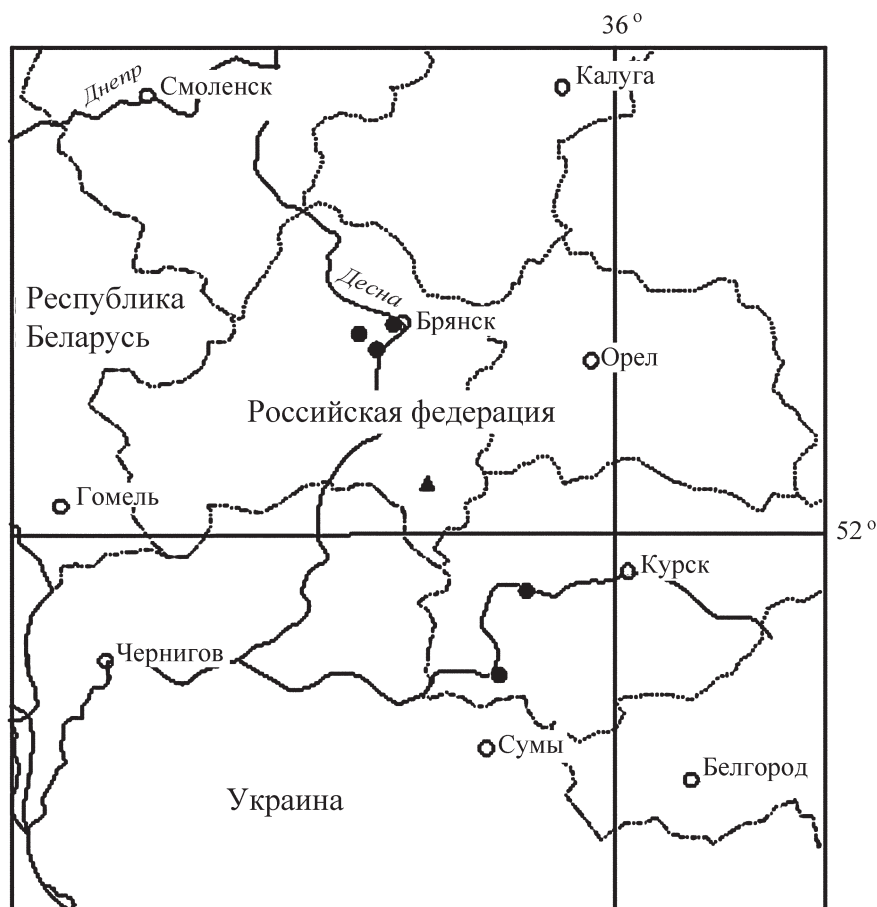 36°
Днепр
Смоленск
Калуга
Десна
Республика
Беларусь
Брянск
Орел
Российская федерация
Гомель
52°
Курск
Чернигов
Сумы
Белгород
Украина